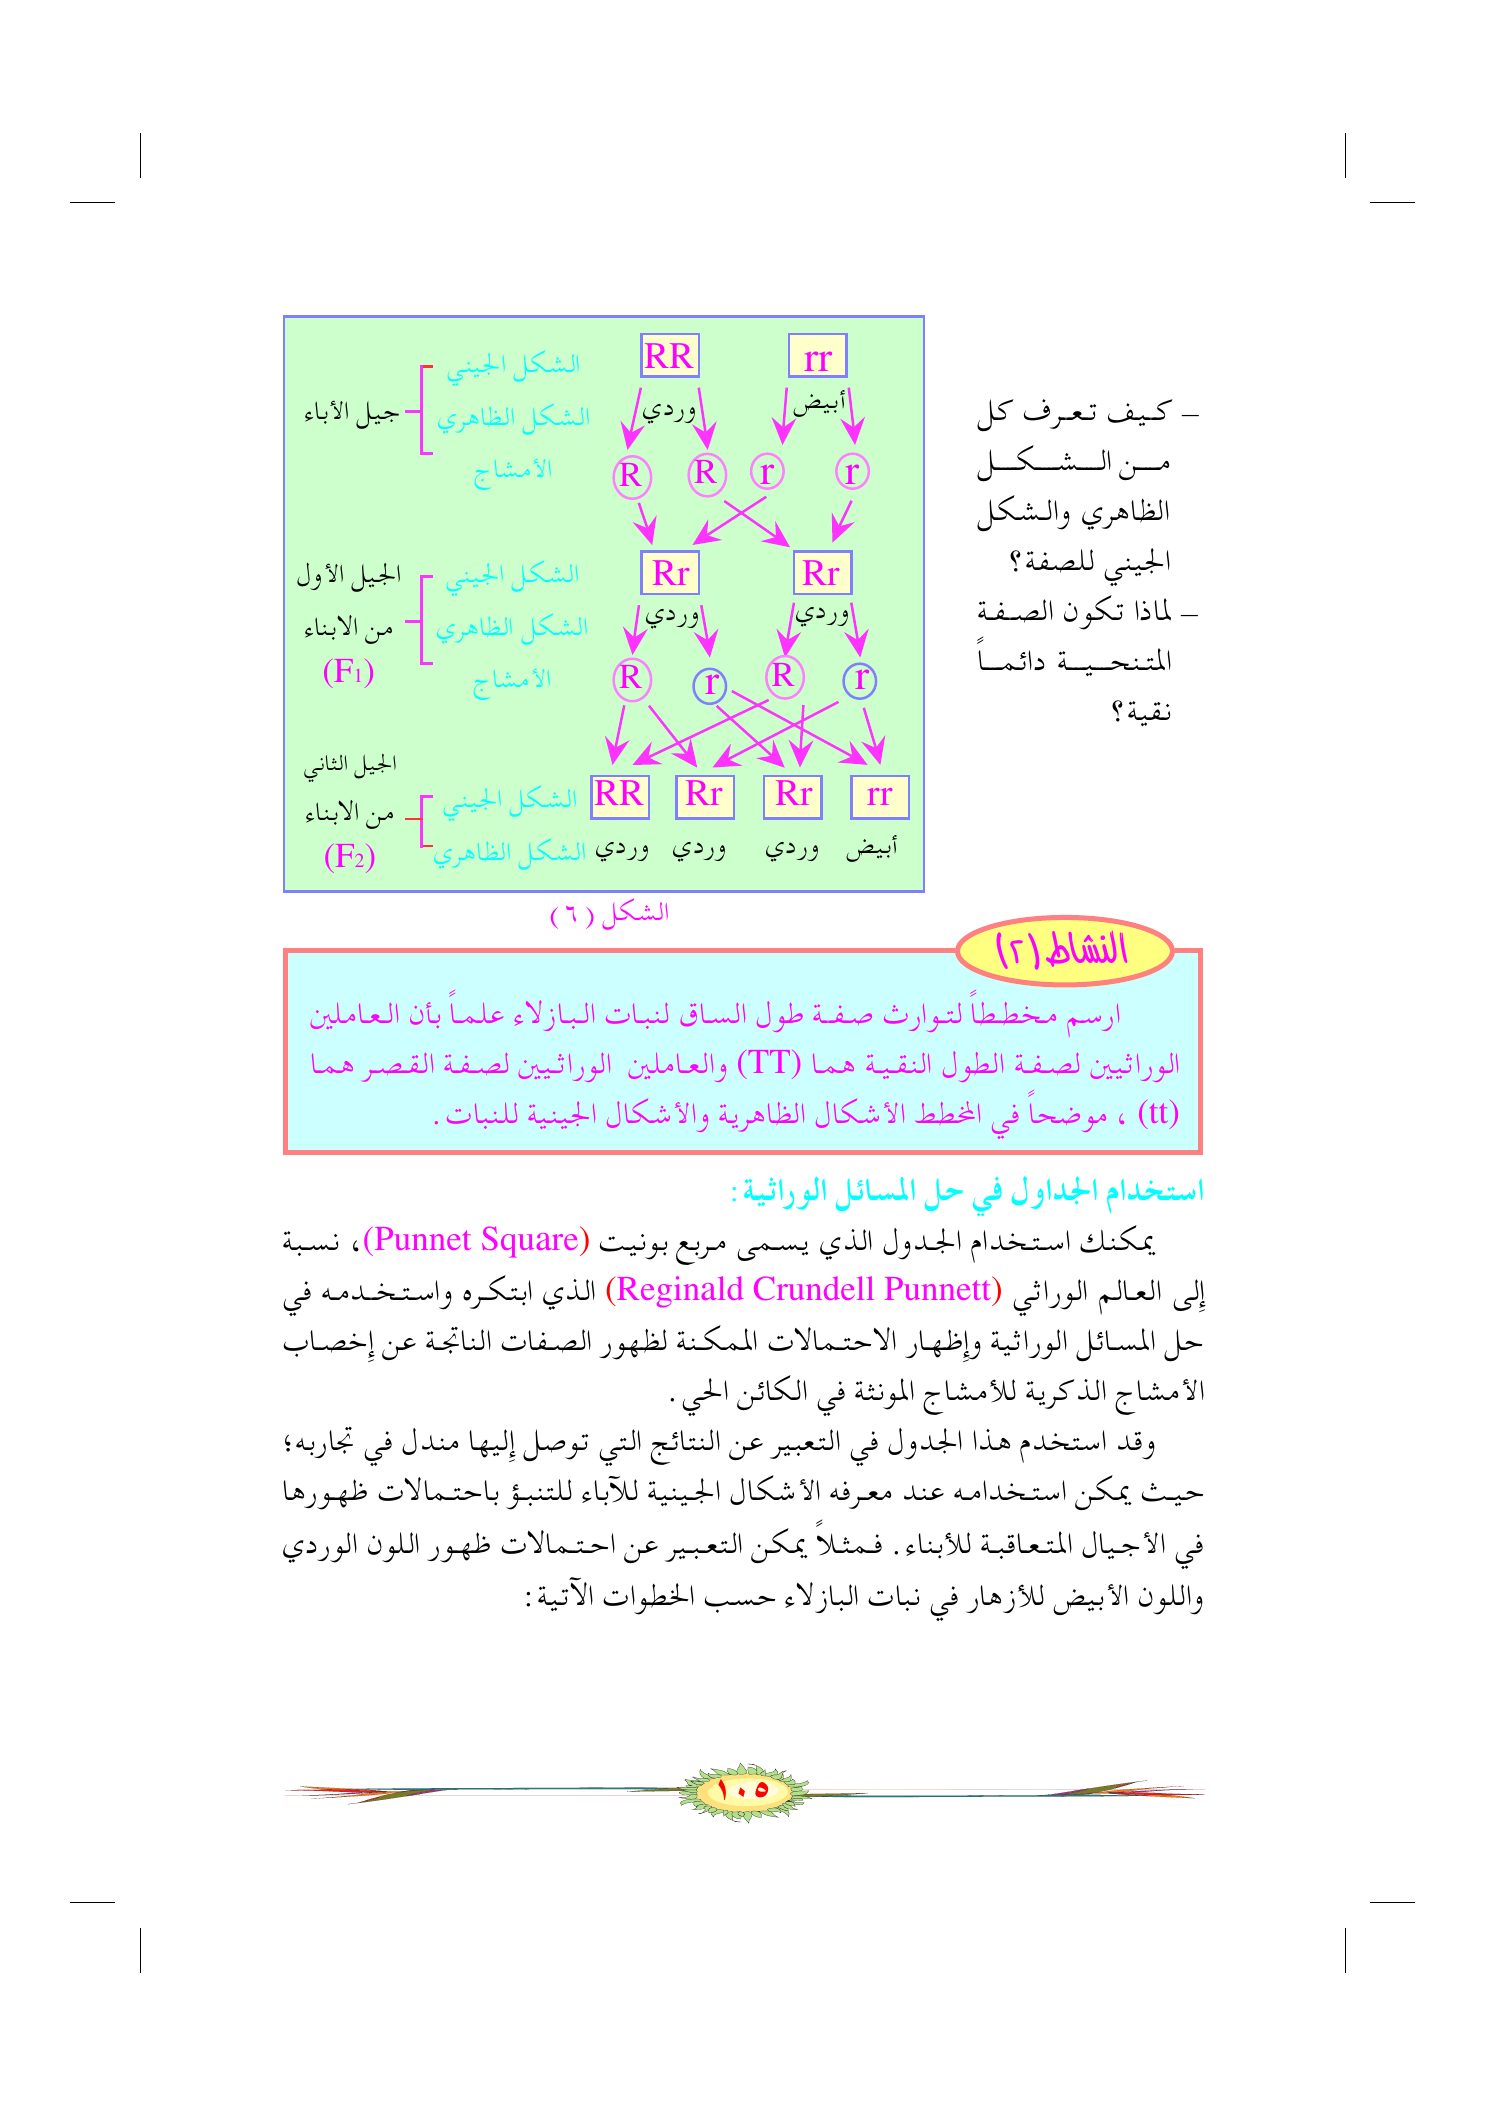 – كيف تعرف كل
من الشكل
الظاهري والشكل
الجيني للصفة؟
– لماذا تكون الصفة
المتنحية دائماً
نقية؟
RR rr
الشكل الجيني
جيل الأباء
وردي أبيض
الشكل الظاهري
الأمشاج
R R r r
Rr Rr
الشكل الجيني
الجيل الأول
وردي وردي
الشكل الظاهري
من الابناء
(F1)
الأمشاج
R r R r
الجيل الثاني
RR Rr Rr rr
الشكل الجيني
من الابناء
(F2)
الشكل الظاهري
وردي وردي وردي أبيض
الشكل (٦)
النشاط (٢)
ارسم مخططاً لتوارث صفة طول الساق لنبات البازلاء علماً بأن العاملين
الوراثيين لصفة الطول النقية هما (TT) والعاملين الوراثيين لصفة القصر هما
(tt) ، موضحاً في المخطط الأشكال الظاهرية والأشكال الجينية للنبات.
استخدام الجداول في حل المسائل الوراثية:
يمكنك استخدام الجدول الذي يسمى مربع بونيت (Punnet Square)، نسبة
إلى العالم الوراثي (Reginald Crundell Punnett) الذي ابتكره واستخدمه في
حل المسائل الوراثية وإظهار الاحتمالات الممكنة لظهور الصفات الناتجة عن إخصاب
الأمشاج الذكرية للأمشاج المونثة في الكائن الحي.
وقد استخدم هذا الجدول في التعبير عن النتائج التي توصل إليها مندل في تجاربه؛
حيث يمكن استخدامه عند معرفه الأشكال الجينية للآباء للتنبؤ باحتمالات ظهورها
في الأجيال المتعاقبة للأبناء. فمثلاً يمكن التعبير عن احتمالات ظهور اللون الوردي
واللون الأبيض للأزهار في نبات البازلاء حسب الخطوات الآتية:
١٠٥